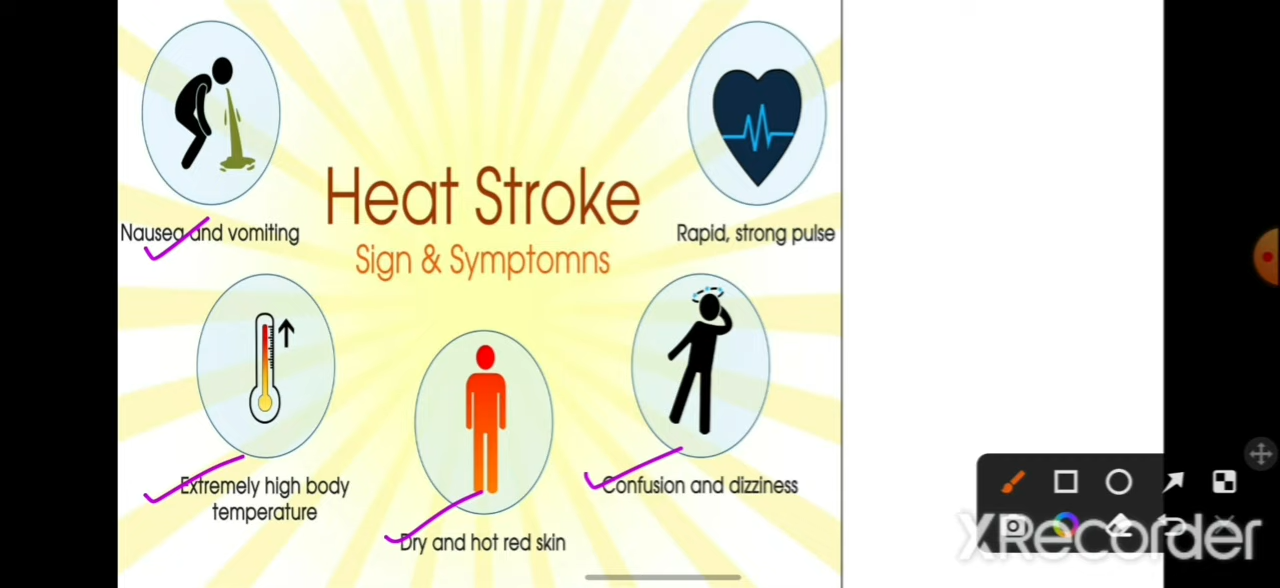 Heat Stroke
Sign & Symptomns
Nausea and vomiting
Rapid, strong pulse
Extremely high body
temperature
Confusion and dizziness
Dry and hot red skin
XRecorder